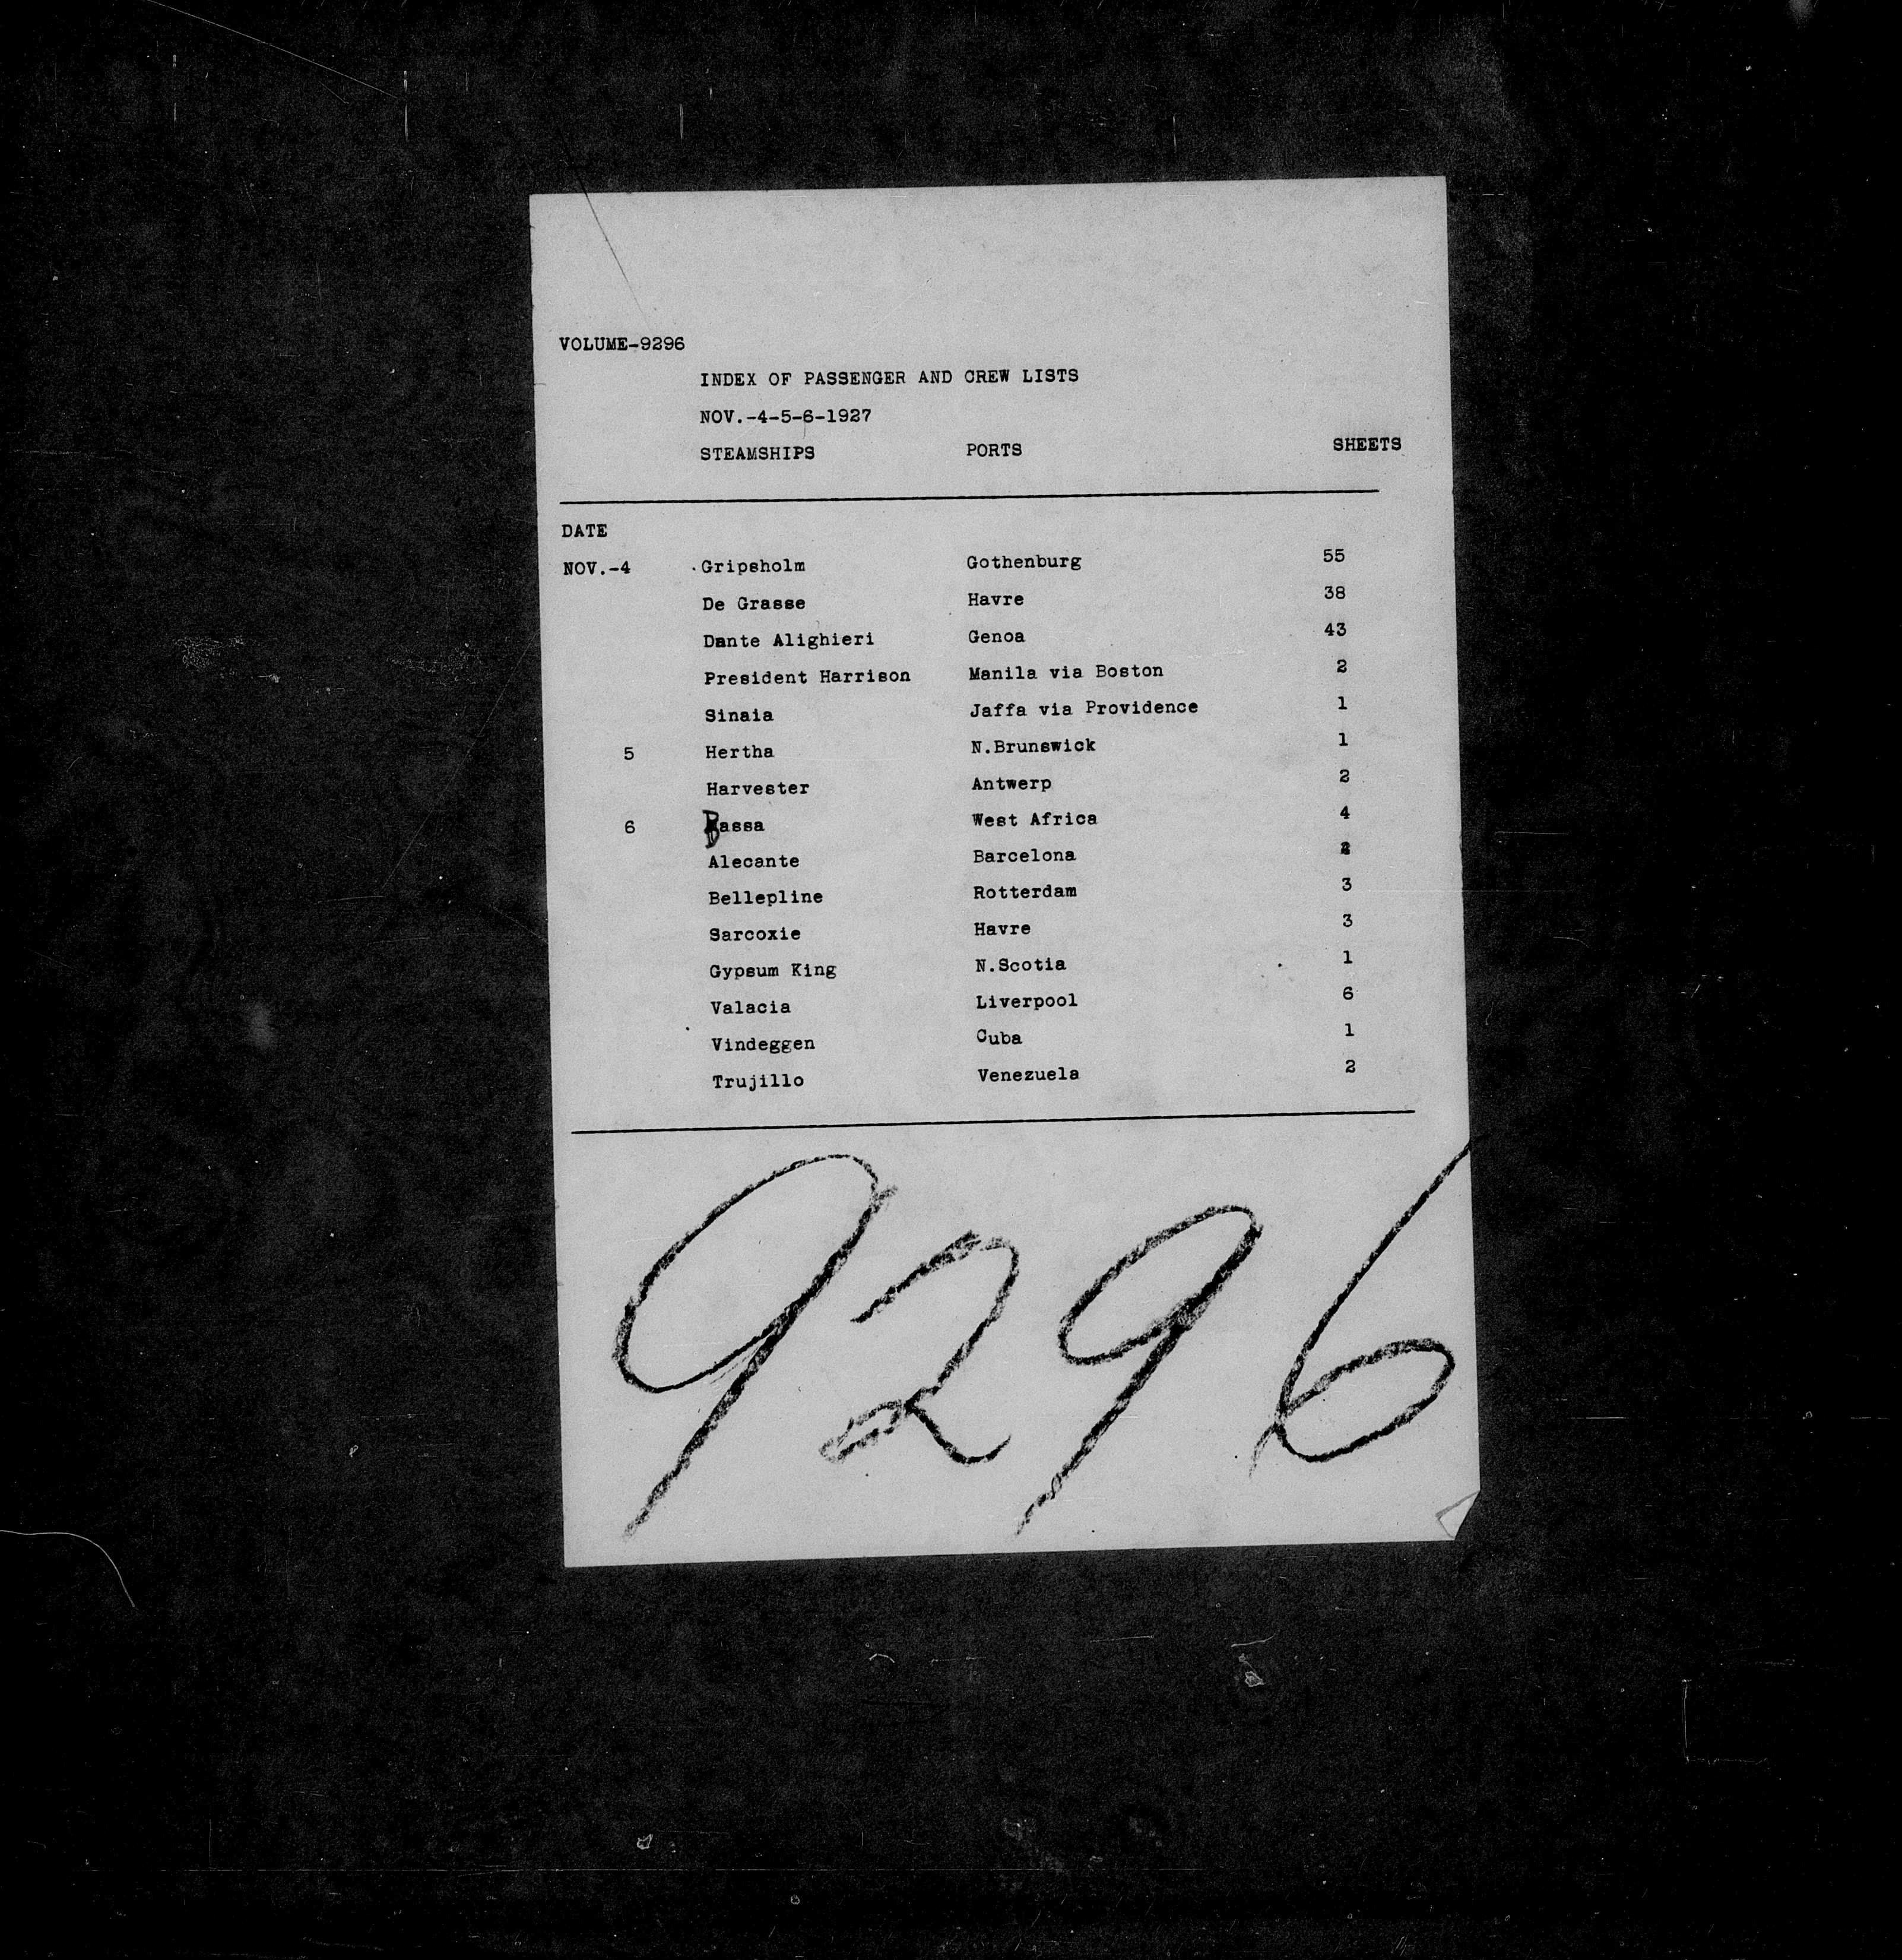 VOLUME-9296
INDEX OF PASSENGER AND CREW LISTS
NOV.-4-5-6-1927
STEAMSHIPS PORTS SHEETS
DATE
NOV.-4 Gripsholm Gothenburg 55
De Grasse Havre 38
Dante Alighieri Genoa 43
President Harrison Manila via Boston 2
Sinaia Jaffa via Providence 1
5 Hertha N.Brunswick 1
Harvester Antwerp 2
6 Bassa West Africa 4
Alecante Barcelona
Bellepline Rotterdam 3
Sarcoxie Havre 3
Gypsum King N.Scotia 1
Valacia Liverpool 6
Vindeggen Cuba 1
Trujillo Venezuela 2
9296